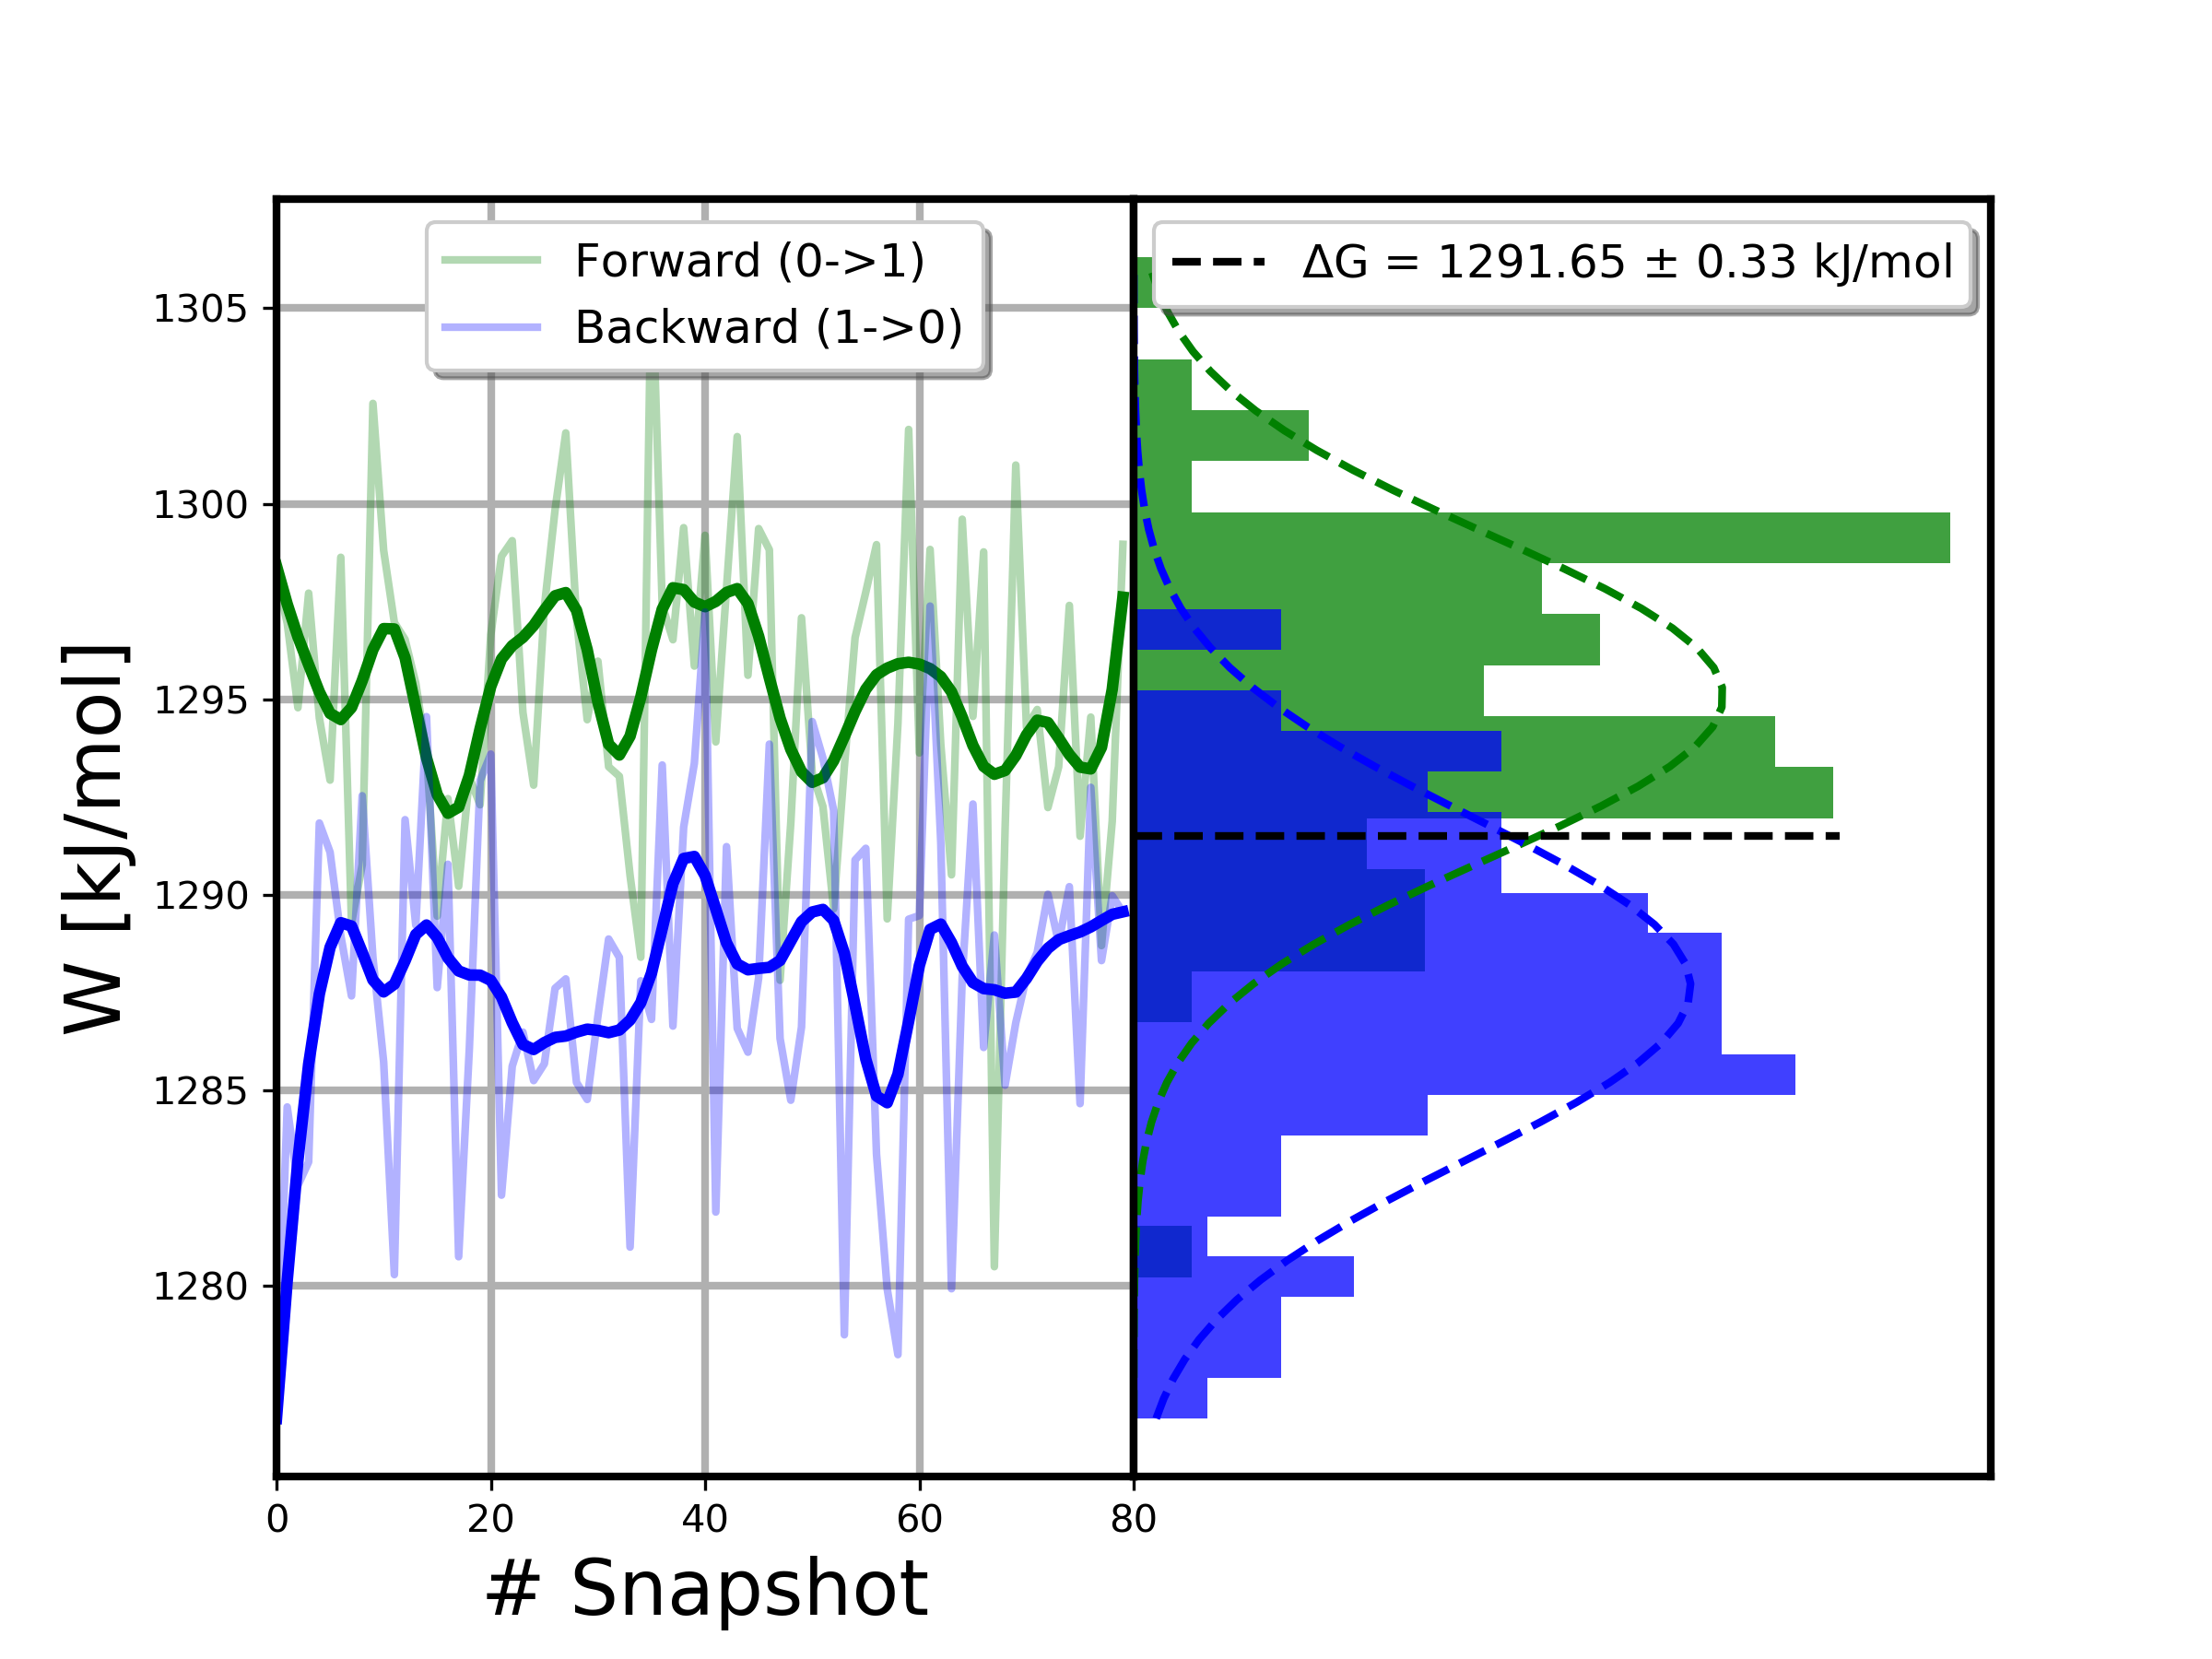 Forward (0->1)
Backward (1->0)
ΔG = 1291.65 ± 0.33 kJ/mol
W [kJ/mol]
1305
1300
1295
1290
1285
1280
0 20 40 60 80
# Snapshot